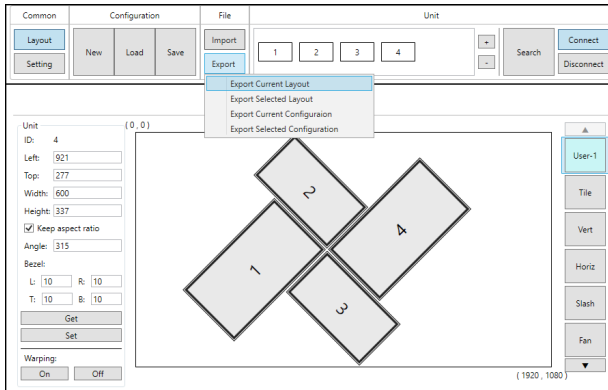 Common
Configuration
File
Unit
Layout
Setting
New
Load
Save
Import
Export
1
2
3
4
+
-
Search
Connect
Disconnect
Export Current Layout
Export Selected Layout
Export Current Configuraion
Export Selected Configuration
Unit
( 0 , 0 )
ID: 4
Left: 921
Top: 277
Width: 600
Height: 337
Keep aspect ratio
Angle: 315
Bezel:
L: 10 R: 10
T: 10 B: 10
Get
Set
Warping:
On Off
2
4
1
3
( 1920 , 1080 )
User-1
Tile
Vert
Horiz
Slash
Fan